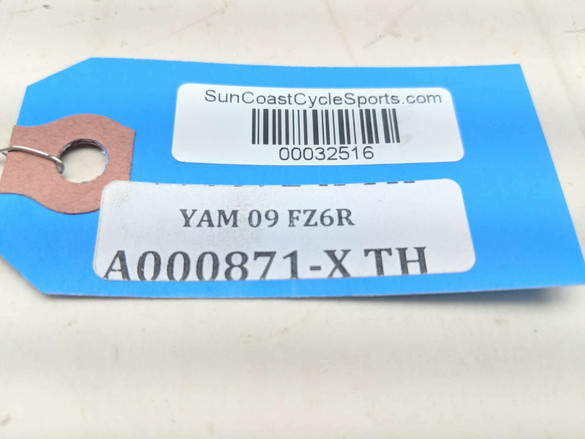 SunCoastCycleSports.com
00032516
YAM 09 FZ6R
A000871-X TH